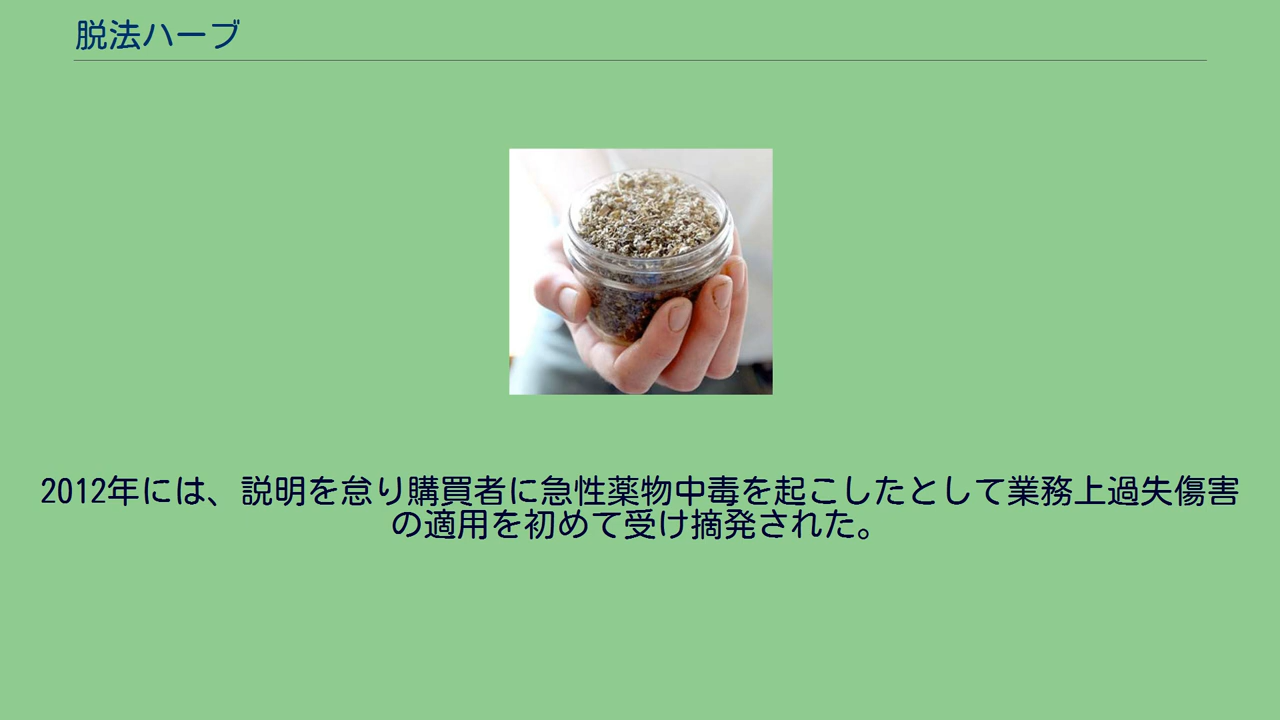 脱法ハーブ
2012年には、説明を怠り購買者に急性薬物中毒を起こしたとして業務上過失傷害
の適用を初めて受け摘発された。